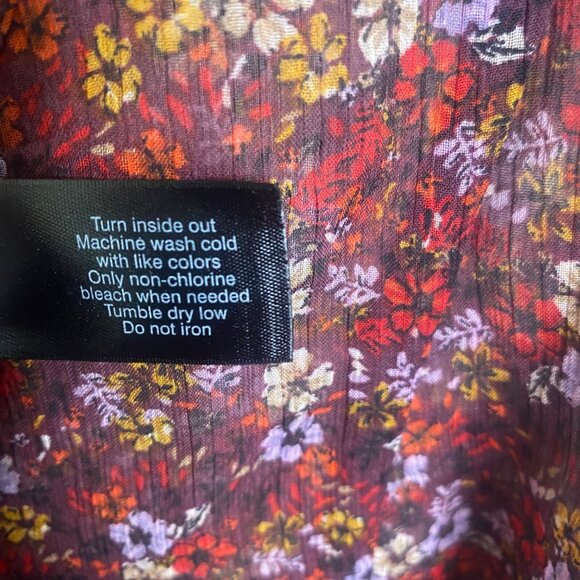 Turn inside out
Machine wash cold
with like colors
Only non-chlorine
bleach when needed
Tumble dry low
Do not iron